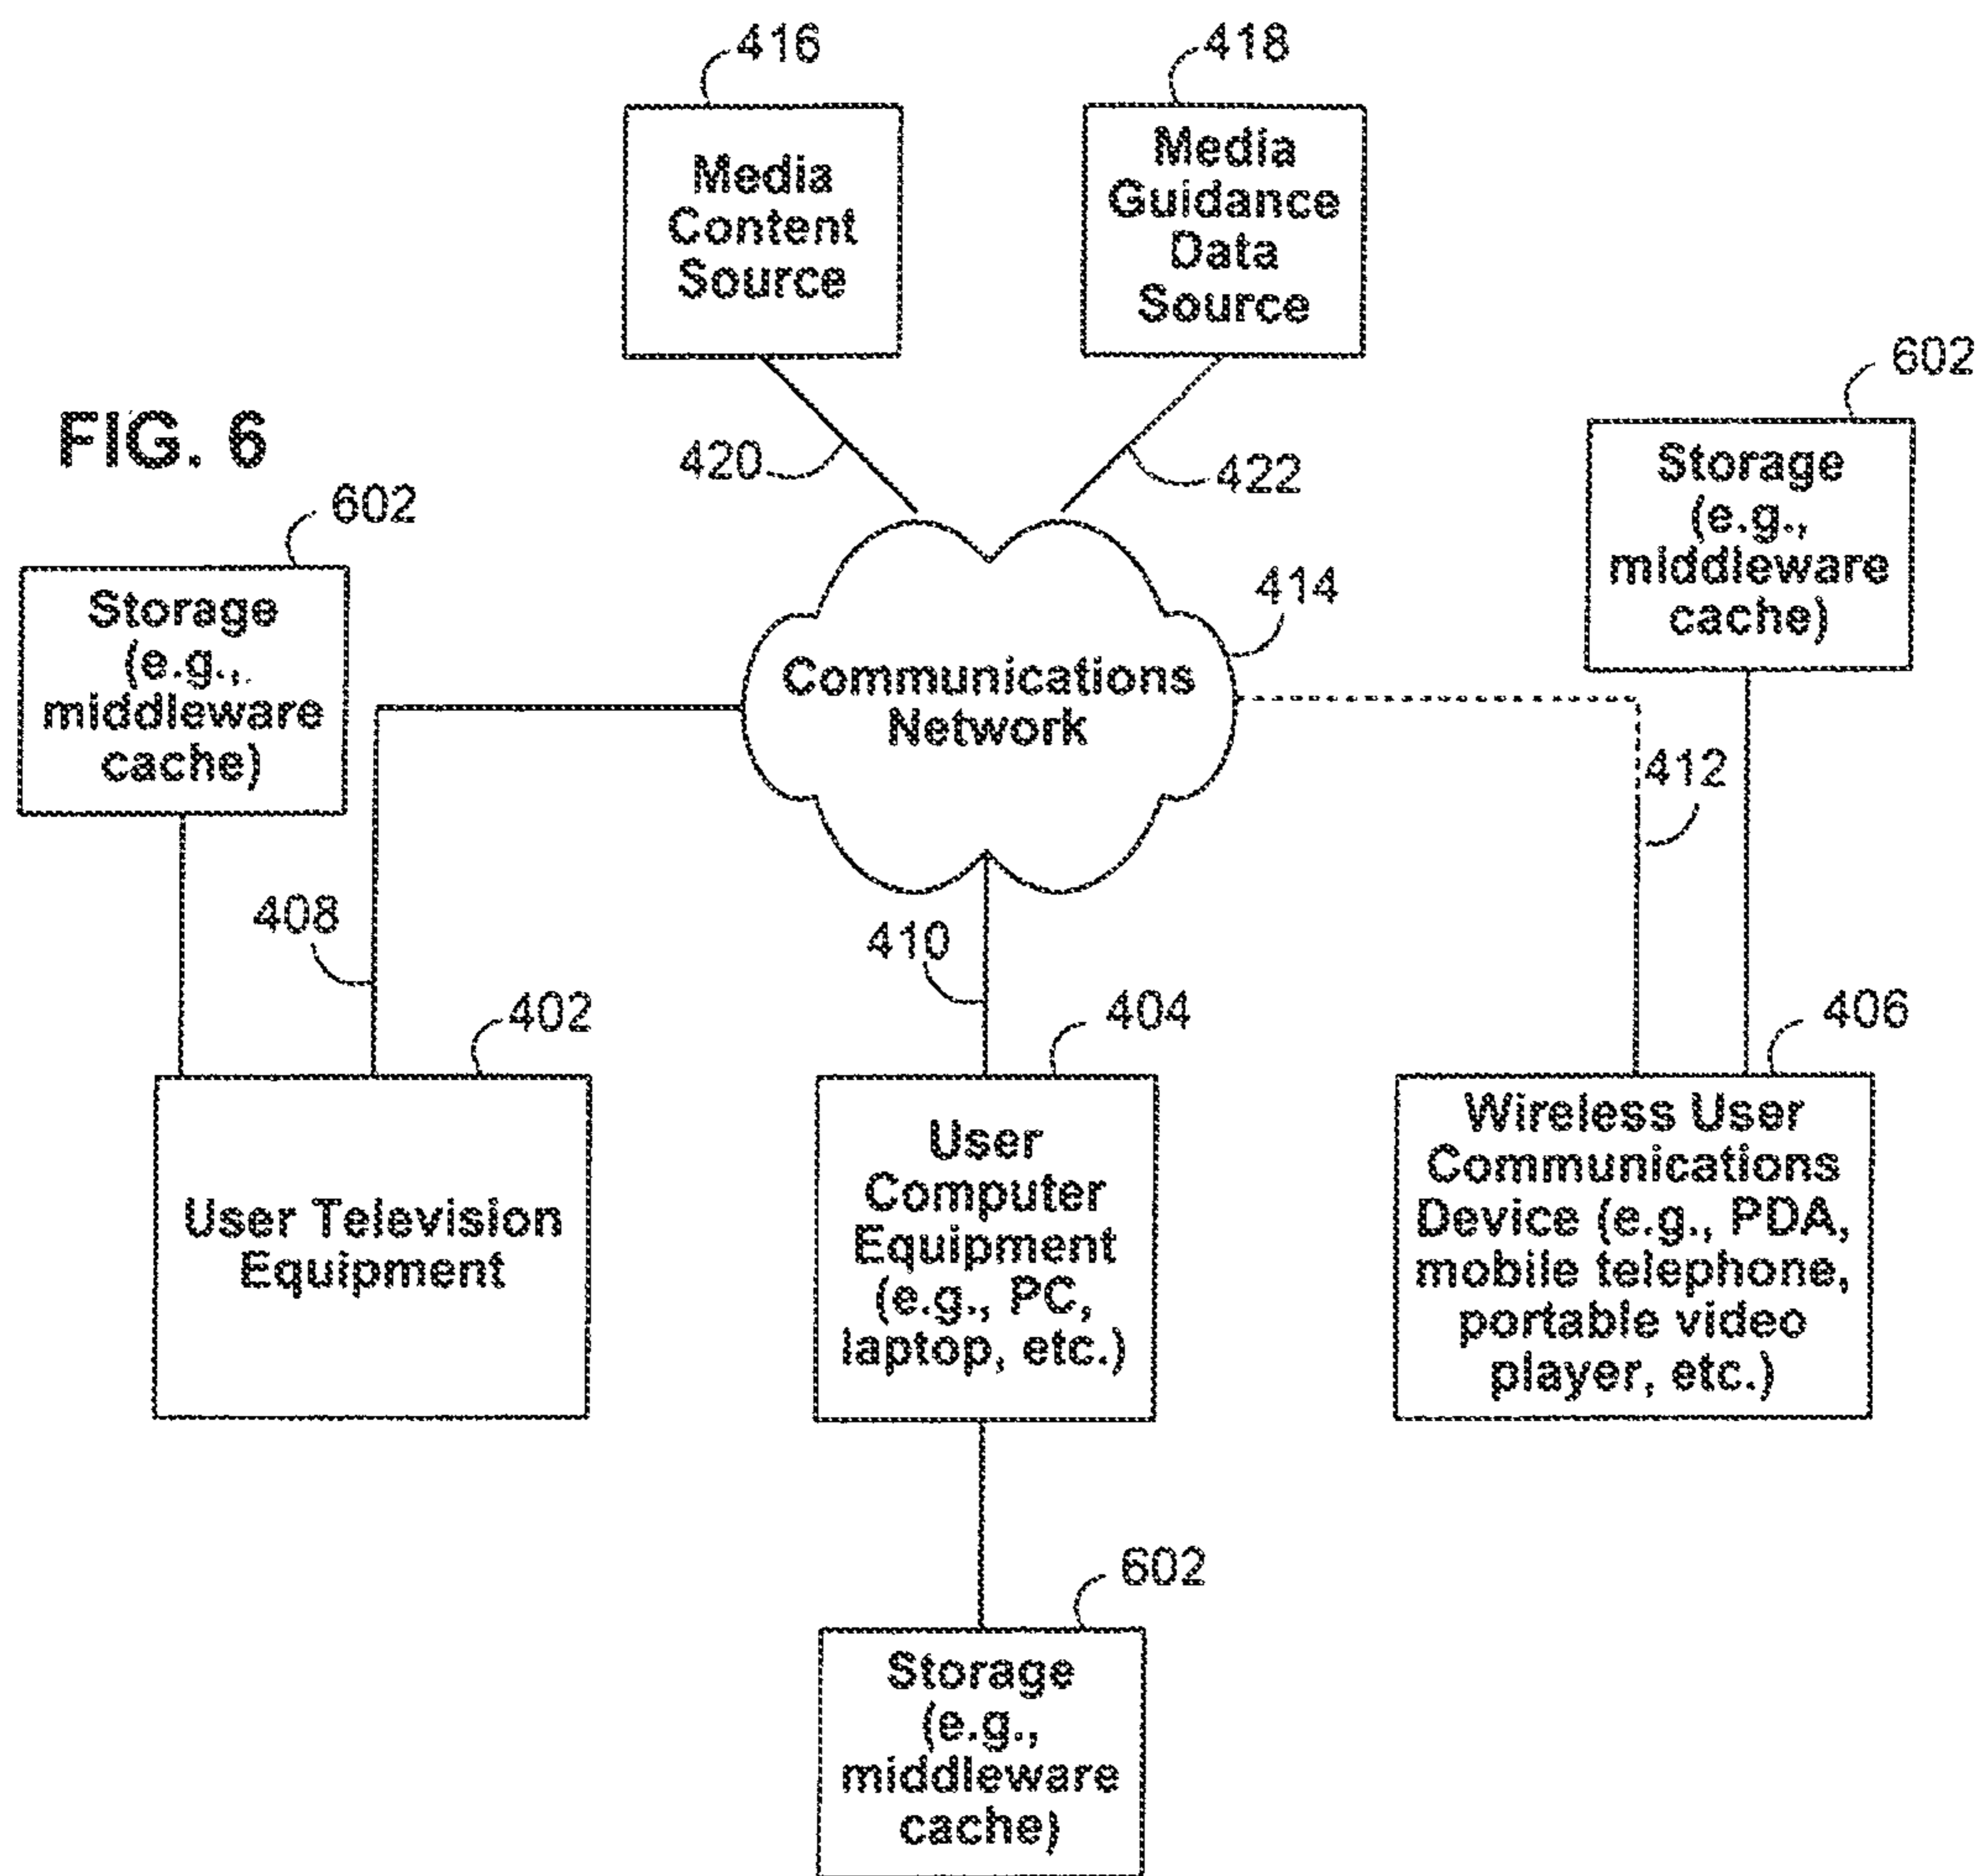 416
418
Media
Content
Source
Media
Guidance
Data
Source
602
FIG. 6
420
422
Storage
(e.g.,
middleware
cache)
602
414
Storage
(e.g.,
middleware
cache)
Communications
Network
412
408
410
402
404
406
User Television
Equipment
User
Computer
Equipment
(e.g., PC,
laptop, etc.)
Wireless User
Communications
Device (e.g., PDA,
mobile telephone,
portable video
player, etc.)
602
Storage
(e.g.,
middleware
cache)